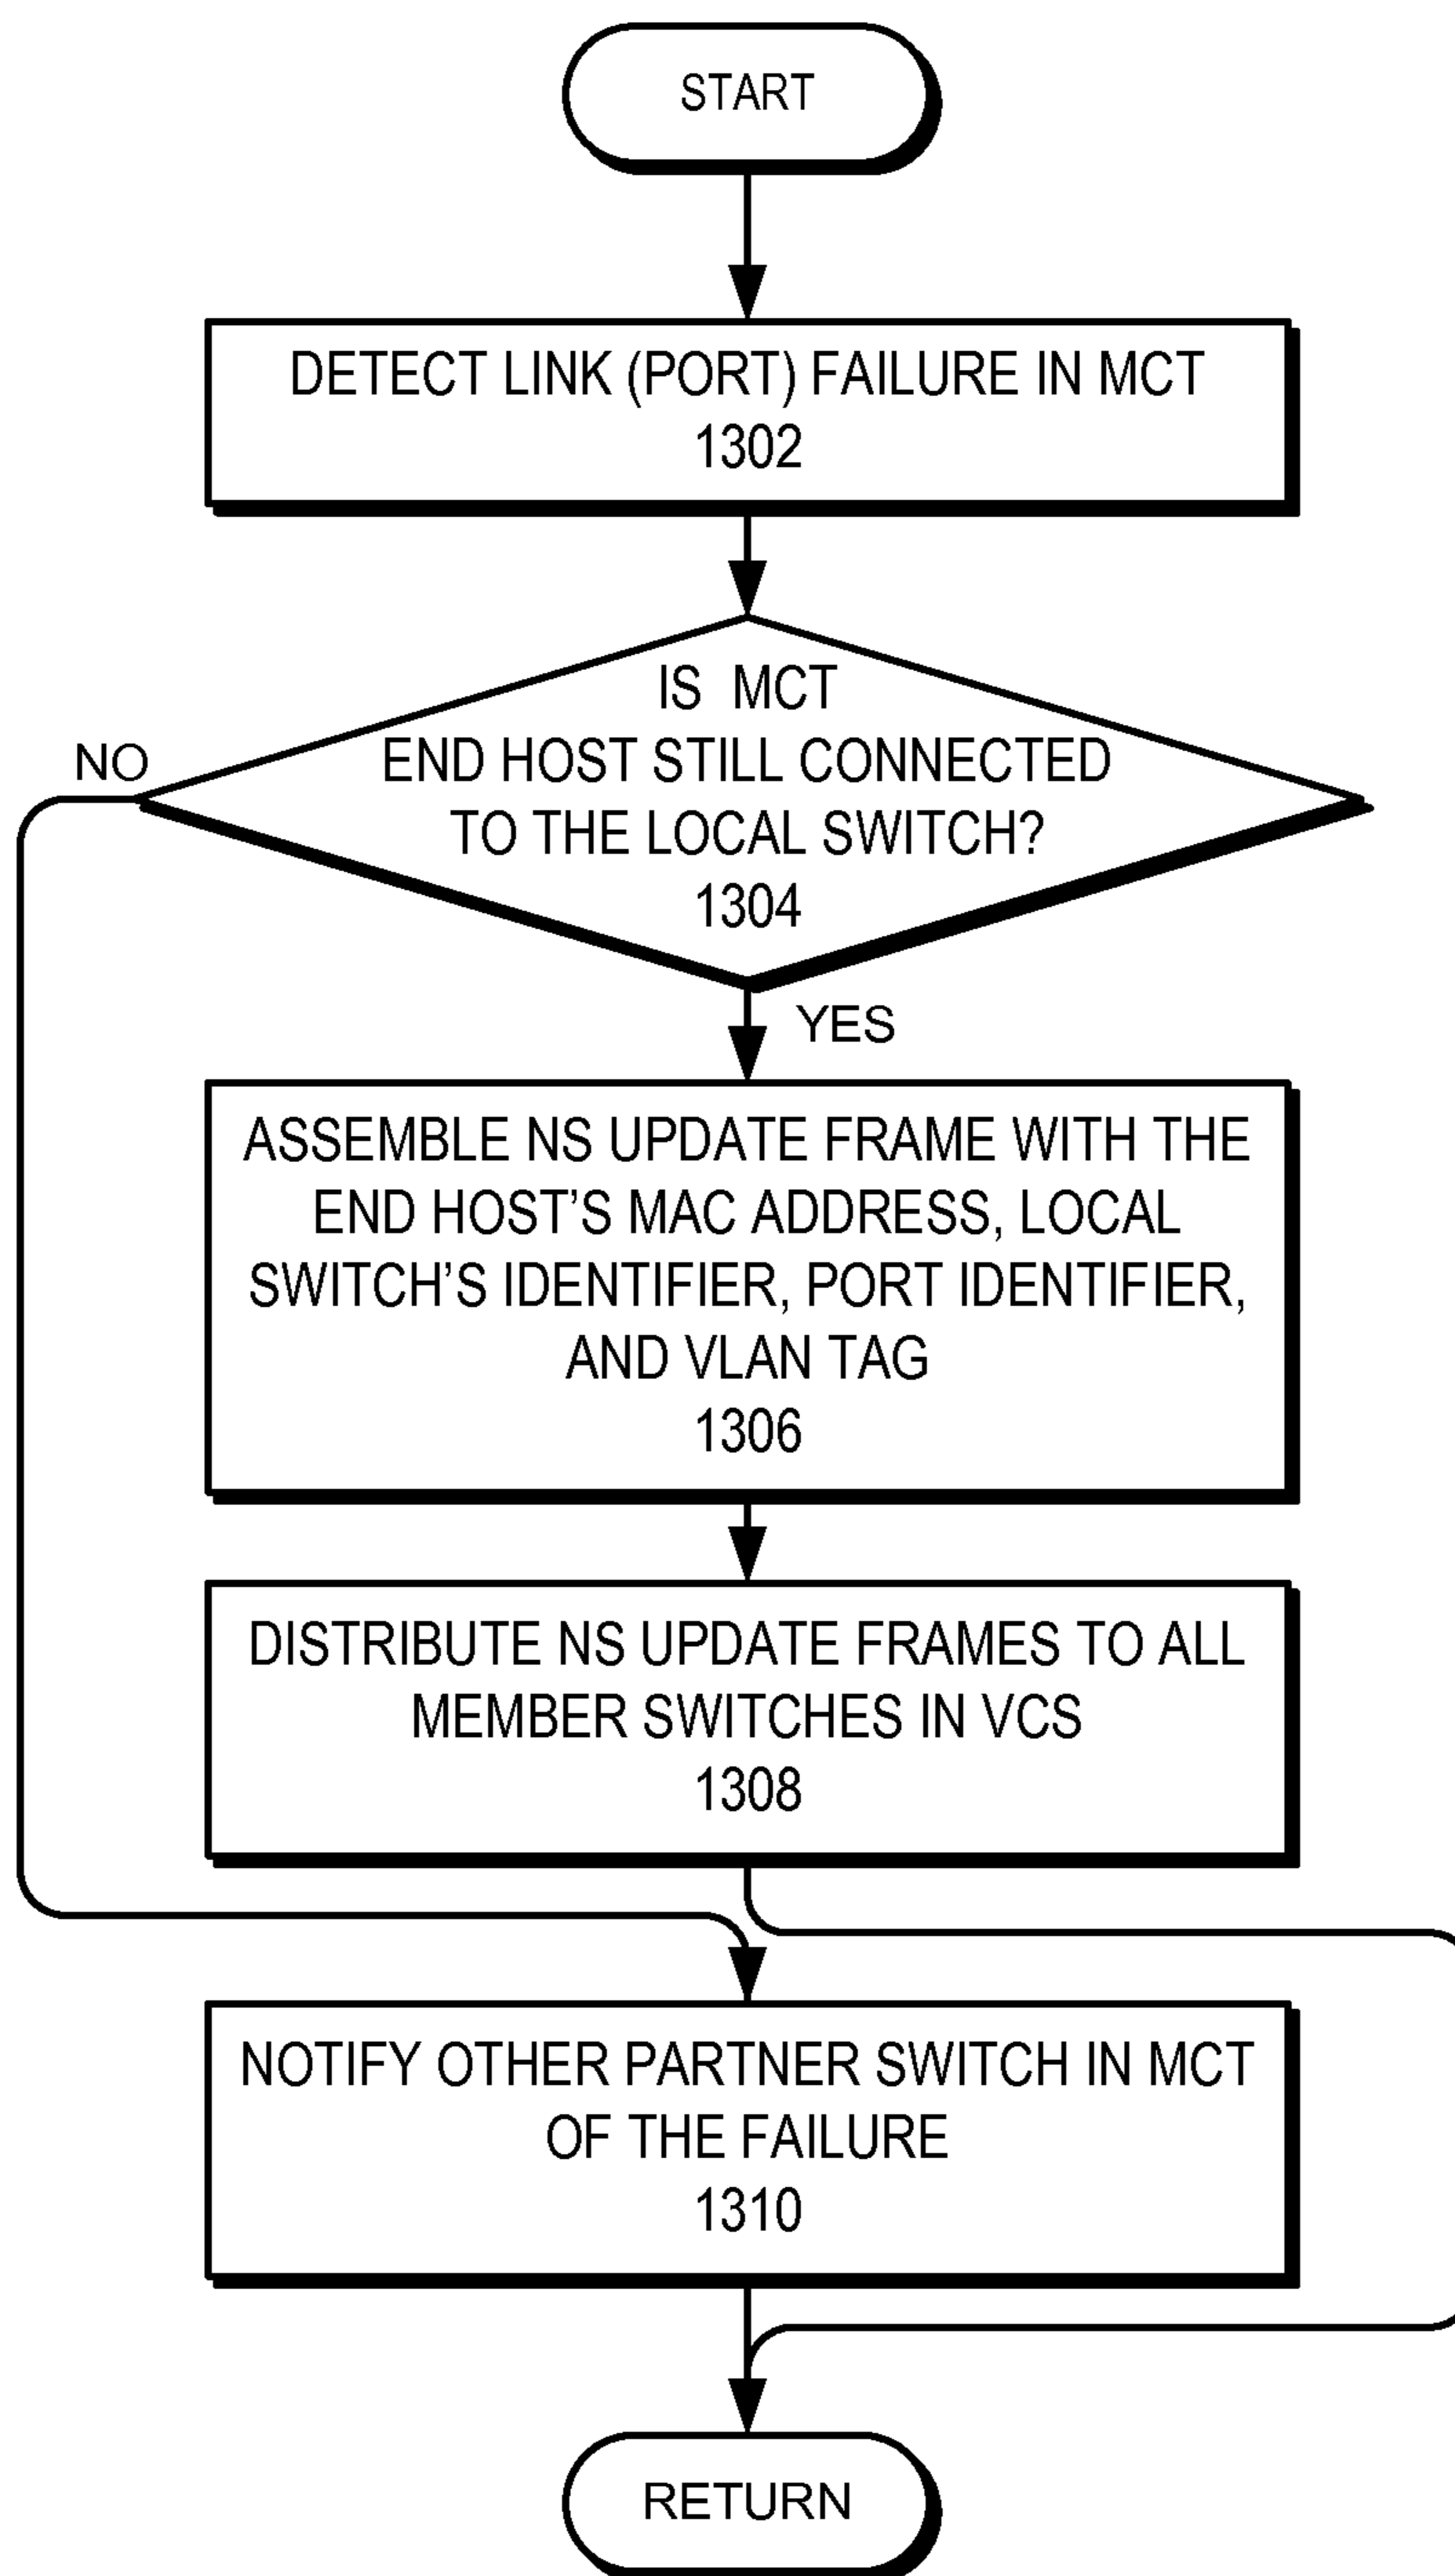 START
DETECT LINK (PORT) FAILURE IN MCT
1302
IS MCT
END HOST STILL CONNECTED
TO THE LOCAL SWITCH?
1304
NO
YES
ASSEMBLE NS UPDATE FRAME WITH THE
END HOST’S MAC ADDRESS, LOCAL
SWITCH’S IDENTIFIER, PORT IDENTIFIER,
AND VLAN TAG
1306
DISTRIBUTE NS UPDATE FRAMES TO ALL
MEMBER SWITCHES IN VCS
1308
NOTIFY OTHER PARTNER SWITCH IN MCT
OF THE FAILURE
1310
RETURN